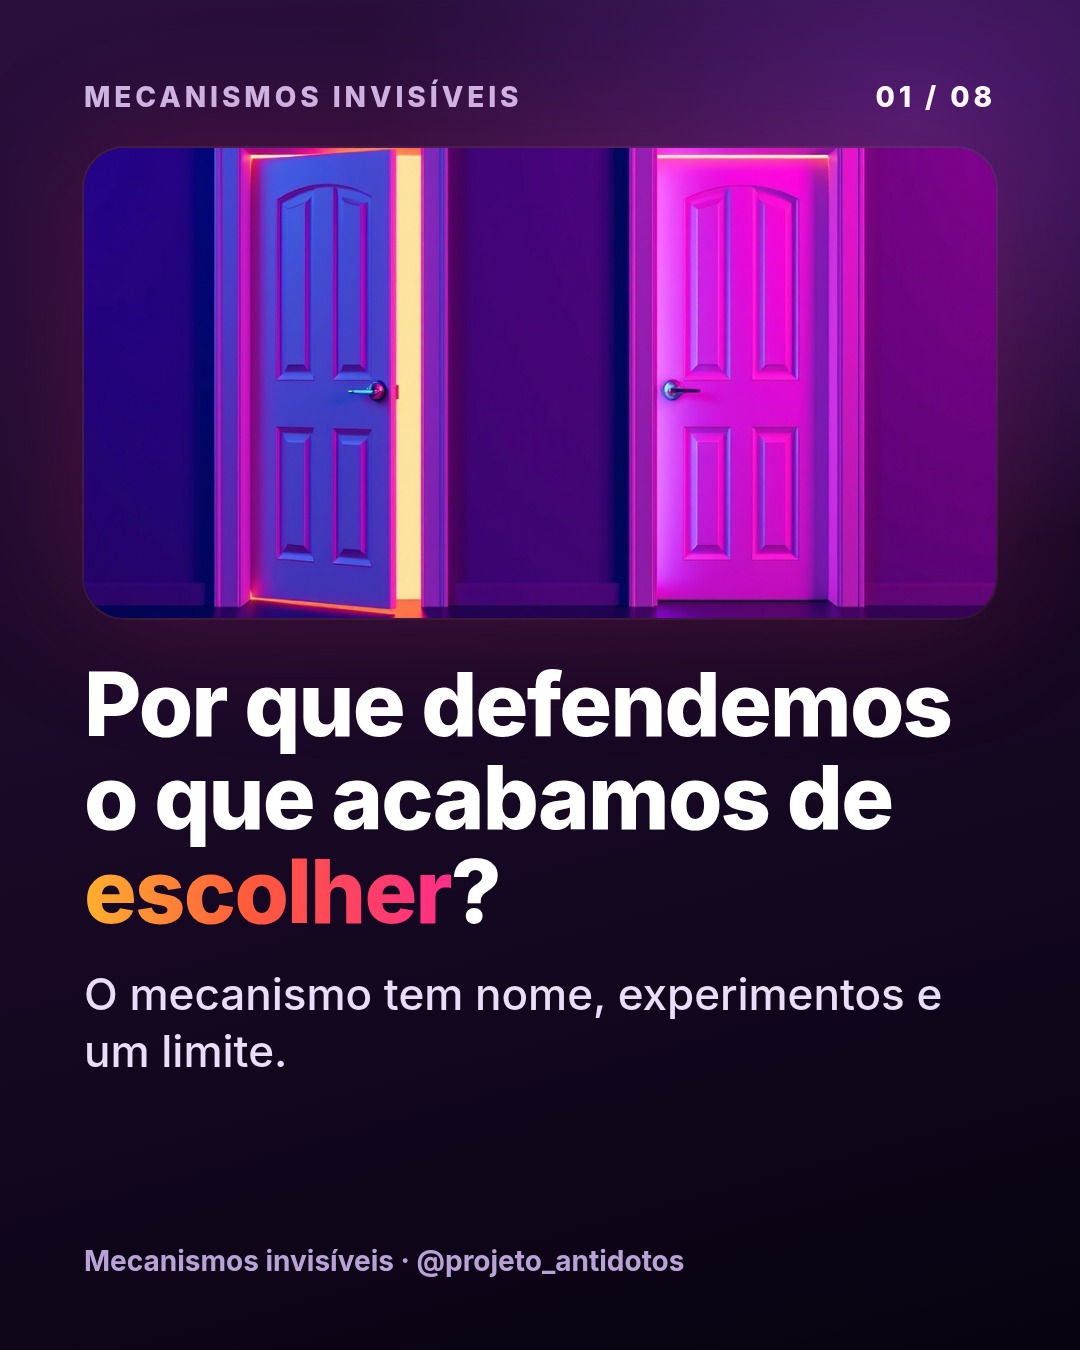 MECANISMOS INVISÍVEIS
01 / 08
Por que defendemos
o que acabamos de
escolher?
O mecanismo tem nome, experimentos e
um limite.
Mecanismos invisíveis · @projeto_antidotos